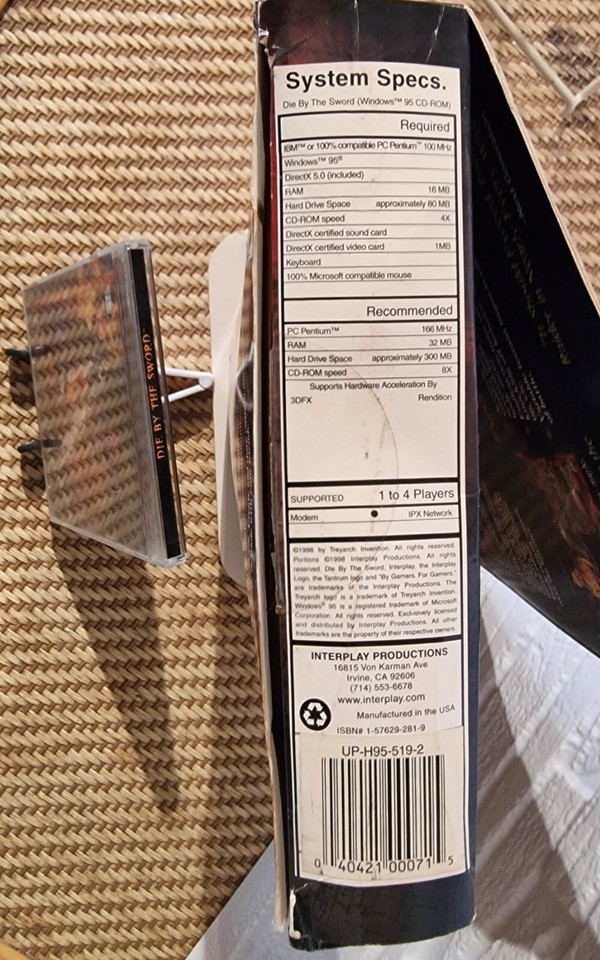 System Specs.
Die By The Sword (Windows™ 95 CD-ROM)
Required
IBM™ or 100% compatible PC Pentium™ 100 MHz
Windows™ 95®
DirectX 5.0 (included)
RAM 16 MB
Hard Drive Space approximately 80 MB
CD-ROM speed 4X
DirectX certified sound card
DirectX certified video card 1MB
Keyboard
100% Microsoft compatible mouse
Recommended
PC Pentium™ 166 MHz
RAM 32 MB
Hard Drive Space approximately 300 MB
CD-ROM speed 8X
Supports Hardware Acceleration By
3DFX Rendition
SUPPORTED 1 to 4 Players
Modem ● IPX Network
©1998 by Treyarch Invention. All rights reserved.
Portions ©1998 Interplay Productions. All rights
reserved. Die By The Sword, Interplay, the Interplay
Logo, the Tantrum logo and "By Gamers. For Gamers."
are trademarks of Interplay Productions. The
Treyarch logo is a trademark of Treyarch Invention.
Windows® 95 is a registered trademark of Microsoft
Corporation. All rights reserved. Exclusively licensed
and distributed by Interplay Productions. All other
trademarks are the property of their respective owners.
INTERPLAY PRODUCTIONS
16815 Von Karman Ave
Irvine, CA 92606
(714) 553-6678
www.interplay.com
Manufactured in the USA
ISBN# 1-57629-281-9
UP-H95-519-2
0 40421 00071 5
DIE BY THE SWORD